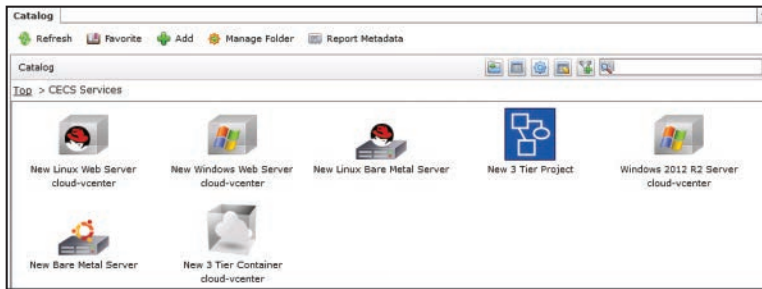 Catalog
Refresh Favorite Add Manage Folder Report Metadata
Catalog
Top > CECS Services
New Linux Web Server
cloud-vcenter
New Windows Web Server
cloud-vcenter
New Linux Bare Metal Server
New 3 Tier Project
Windows 2012 R2 Server
cloud-vcenter
New Bare Metal Server
New 3 Tier Container
cloud-vcenter